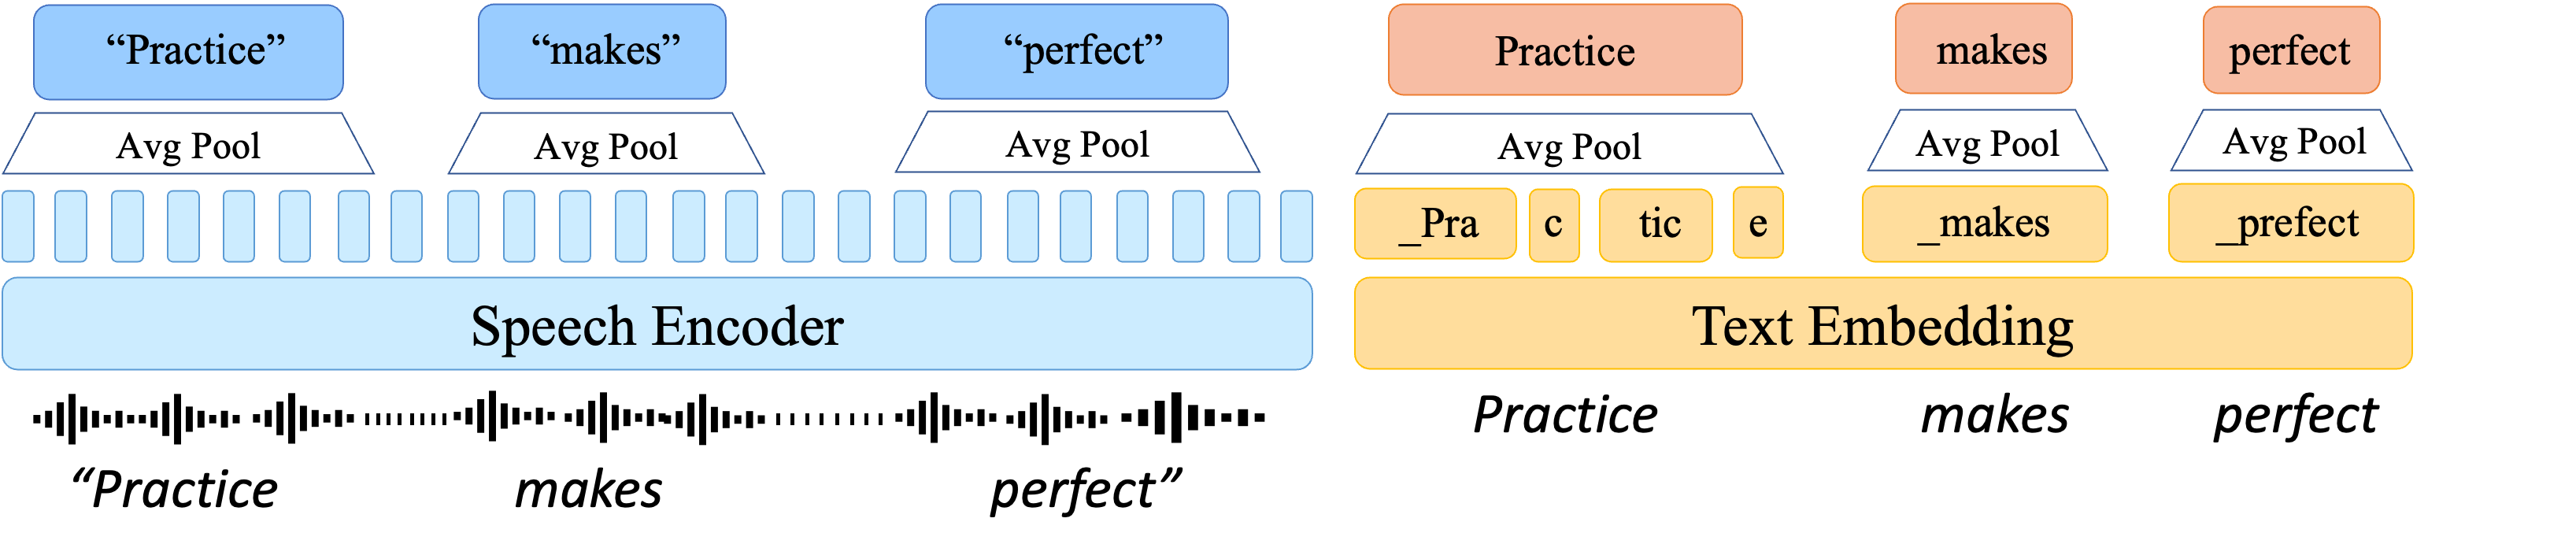 “Practice” “makes” “perfect” Practice makes perfect
Avg Pool Avg Pool Avg Pool Avg Pool Avg Pool Avg Pool
_Pra c tic e _makes _prefect
Speech Encoder Text Embedding
Practice makes perfect
“Practice makes perfect”